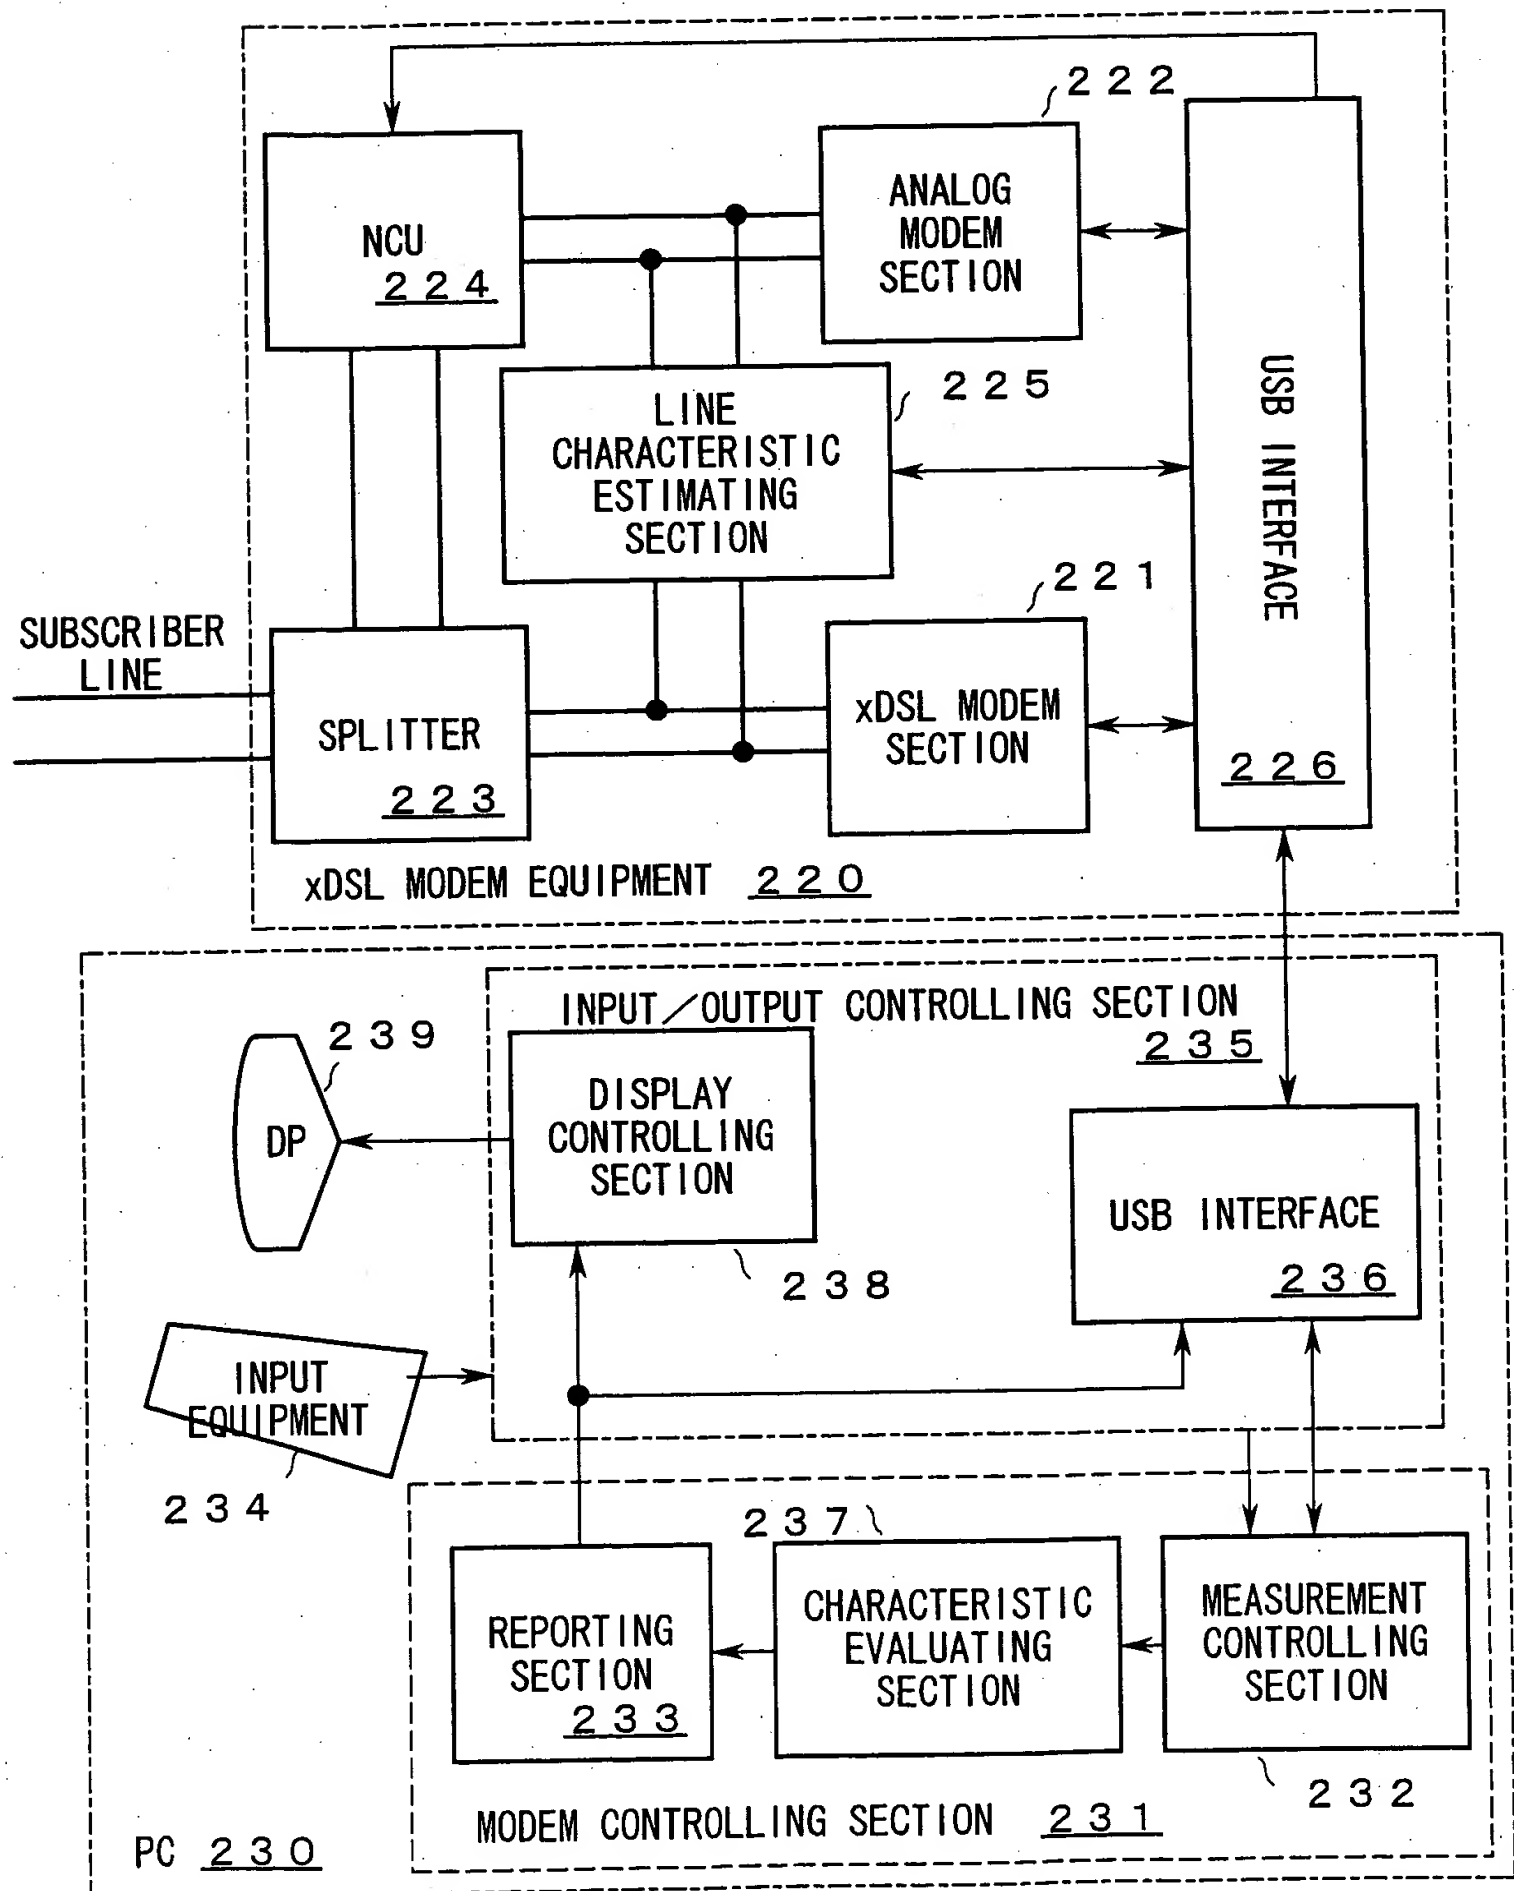 222
ANALOG
MODEM
SECTION
NCU
224
225
LINE
CHARACTERISTIC
ESTIMATING
SECTION
USB INTERFACE
226
221
SUBSCRIBER
LINE
SPLITTER
223
xDSL MODEM
SECTION
xDSL MODEM EQUIPMENT 220
INPUT/OUTPUT CONTROLLING SECTION
235
239
DP
DISPLAY
CONTROLLING
SECTION
238
USB INTERFACE
236
INPUT
EQUIPMENT
234
237
REPORTING
SECTION
233
CHARACTERISTIC
EVALUATING
SECTION
MEASUREMENT
CONTROLLING
SECTION
232
MODEM CONTROLLING SECTION 231
PC 230